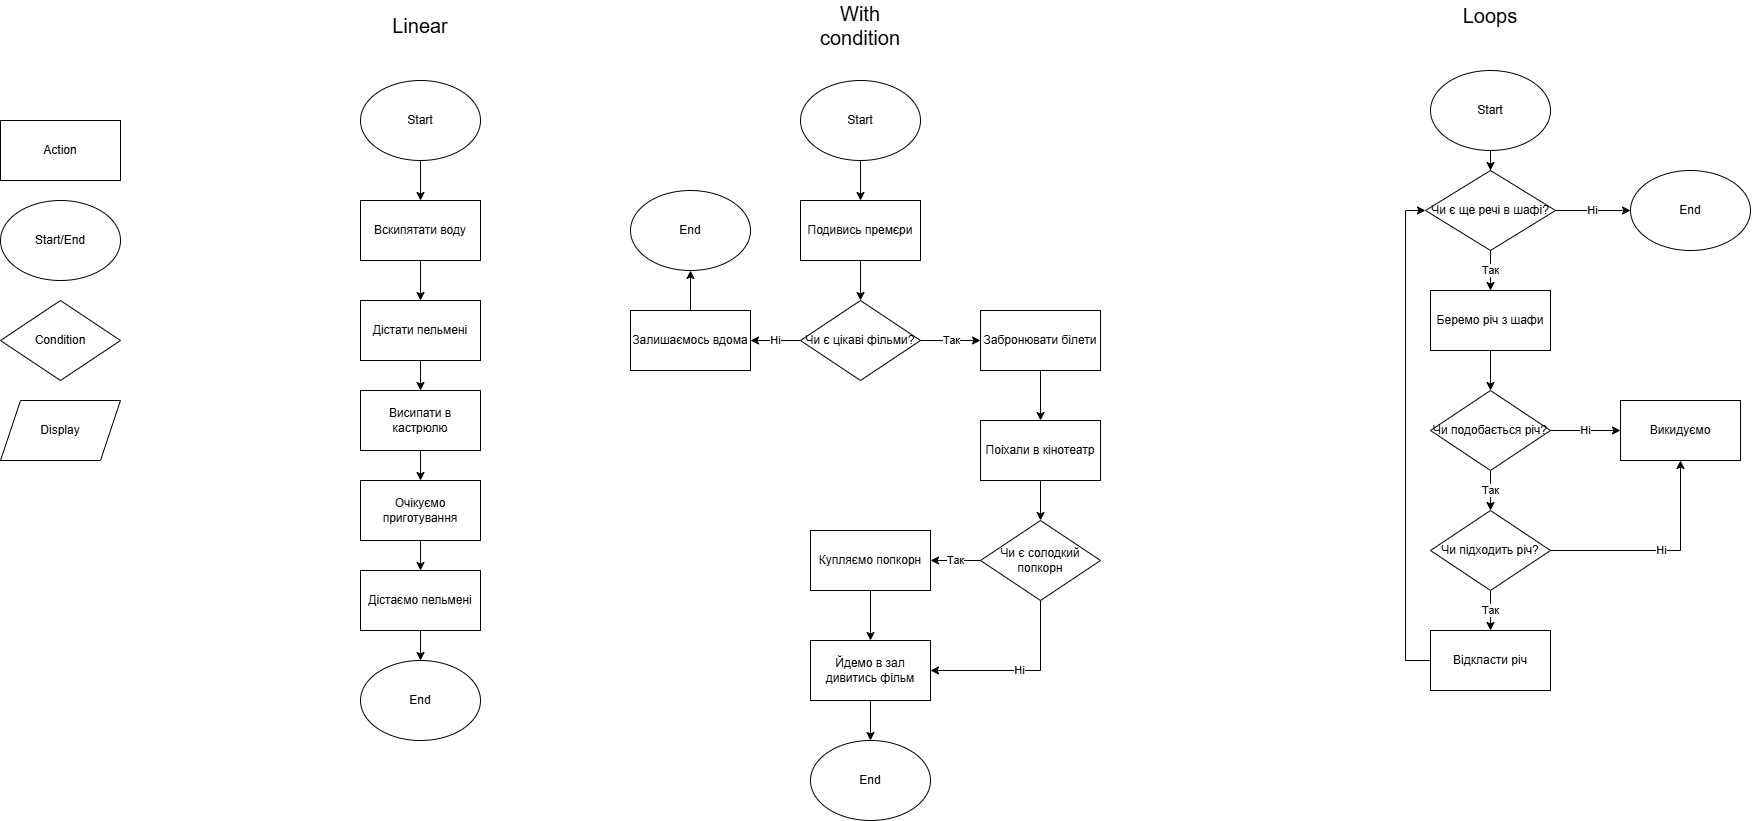 Linear
With
condition
Loops
Action
Start/End
Condition
Display
Start
Вскипятати воду
Дістати пельмені
Висипати в
кастрюлю
Очікуємо
приготування
Дістаємо пельмені
End
Start
Подивись премєри
Чи є цікаві фільми?
Ні
Залишаємось вдома
End
Так
Забронювати білети
Поїхали в кінотеатр
Чи є солодкий
попкорн
Так
Купляємо попкорн
Ні
Йдемо в зал
дивитись фільм
End
Start
Чи є ще речі в шафі?
Ні
End
Так
Беремо річ з шафи
Чи подобається річ?
Ні
Викидуємо
Так
Чи підходить річ?
Ні
Так
Відкласти річ